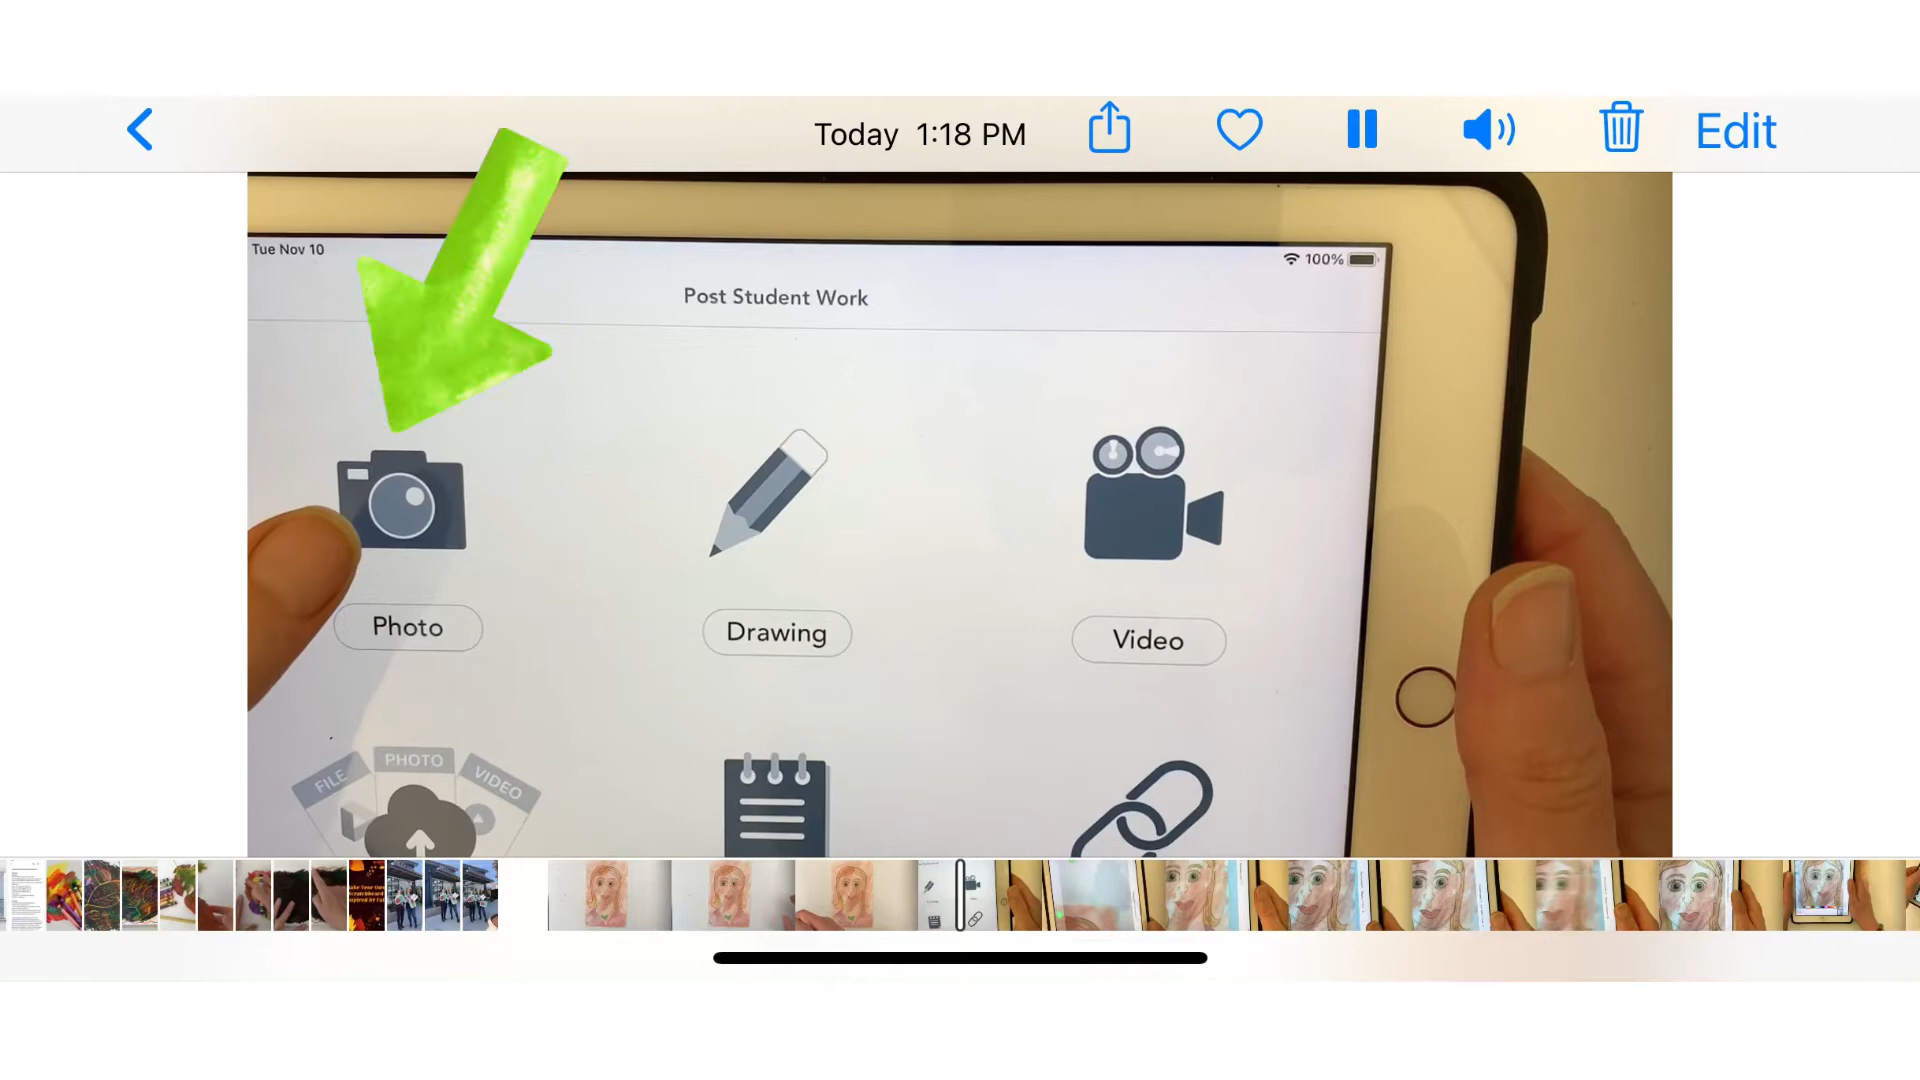 Today 1:18 PM
Edit
Tue Nov 10
100%
Post Student Work
Photo
Drawing
Video
FILE
PHOTO
VIDEO